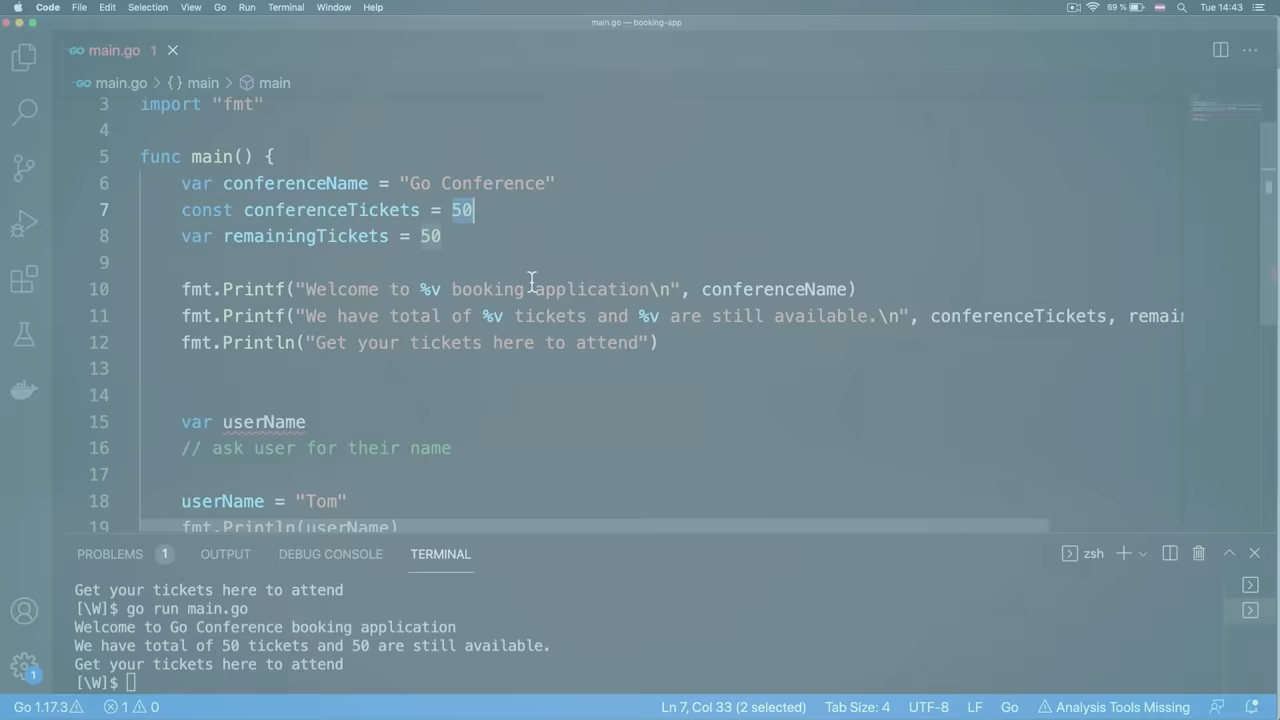 Code File Edit Selection View Go Run Terminal Window Help 69 % Tue 14:43
main.go — booking-app
main.go 1
main.go > {} main > main
3 import "fmt"
4
5 func main() {
6 var conferenceName = "Go Conference"
7 const conferenceTickets = 50
8 var remainingTickets = 50
9
10 fmt.Printf("Welcome to %v booking application\n", conferenceName)
11 fmt.Printf("We have total of %v tickets and %v are still available.\n", conferenceTickets, remain
12 fmt.Println("Get your tickets here to attend")
13
14
15 var userName
16 // ask user for their name
17
18 userName = "Tom"
19 fmt.Println(userName)
PROBLEMS 1 OUTPUT DEBUG CONSOLE TERMINAL zsh
Get your tickets here to attend
[\W]$ go run main.go
Welcome to Go Conference booking application
We have total of 50 tickets and 50 are still available.
Get your tickets here to attend
[\W]$
1
Go 1.17.3 1 0 Ln 7, Col 33 (2 selected) Tab Size: 4 UTF-8 LF Go Analysis Tools Missing